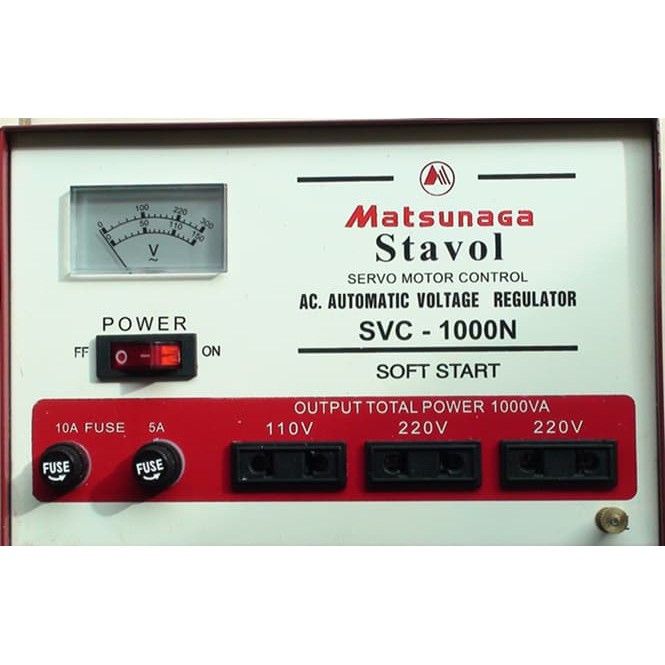 Matsunaga
Stavol
SERVO MOTOR CONTROL
AC. AUTOMATIC VOLTAGE REGULATOR
SVC - 1000N
SOFT START
0 100 220 300
0 50 110 150
V
~
POWER
FF ON
OUTPUT TOTAL POWER 1000VA
10A FUSE 5A 110V 220V 220V
FUSE FUSE